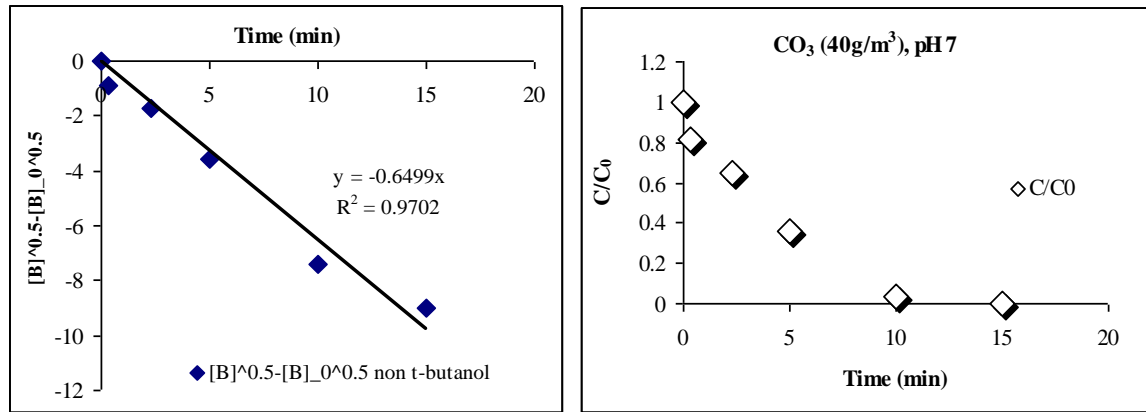 Time (min)
0
-2
-4
-6
-8
-10
-12
0
5
10
15
20
[B]^0.5-[B]_0^0.5
y = -0.6499x
R² = 0.9702
[B]^0.5-[B]_0^0.5 non t-butanol
CO₃ (40g/m³), pH 7
1.2
1
0.8
0.6
0.4
0.2
0
C/C₀
C/C0
0
5
10
15
20
Time (min)